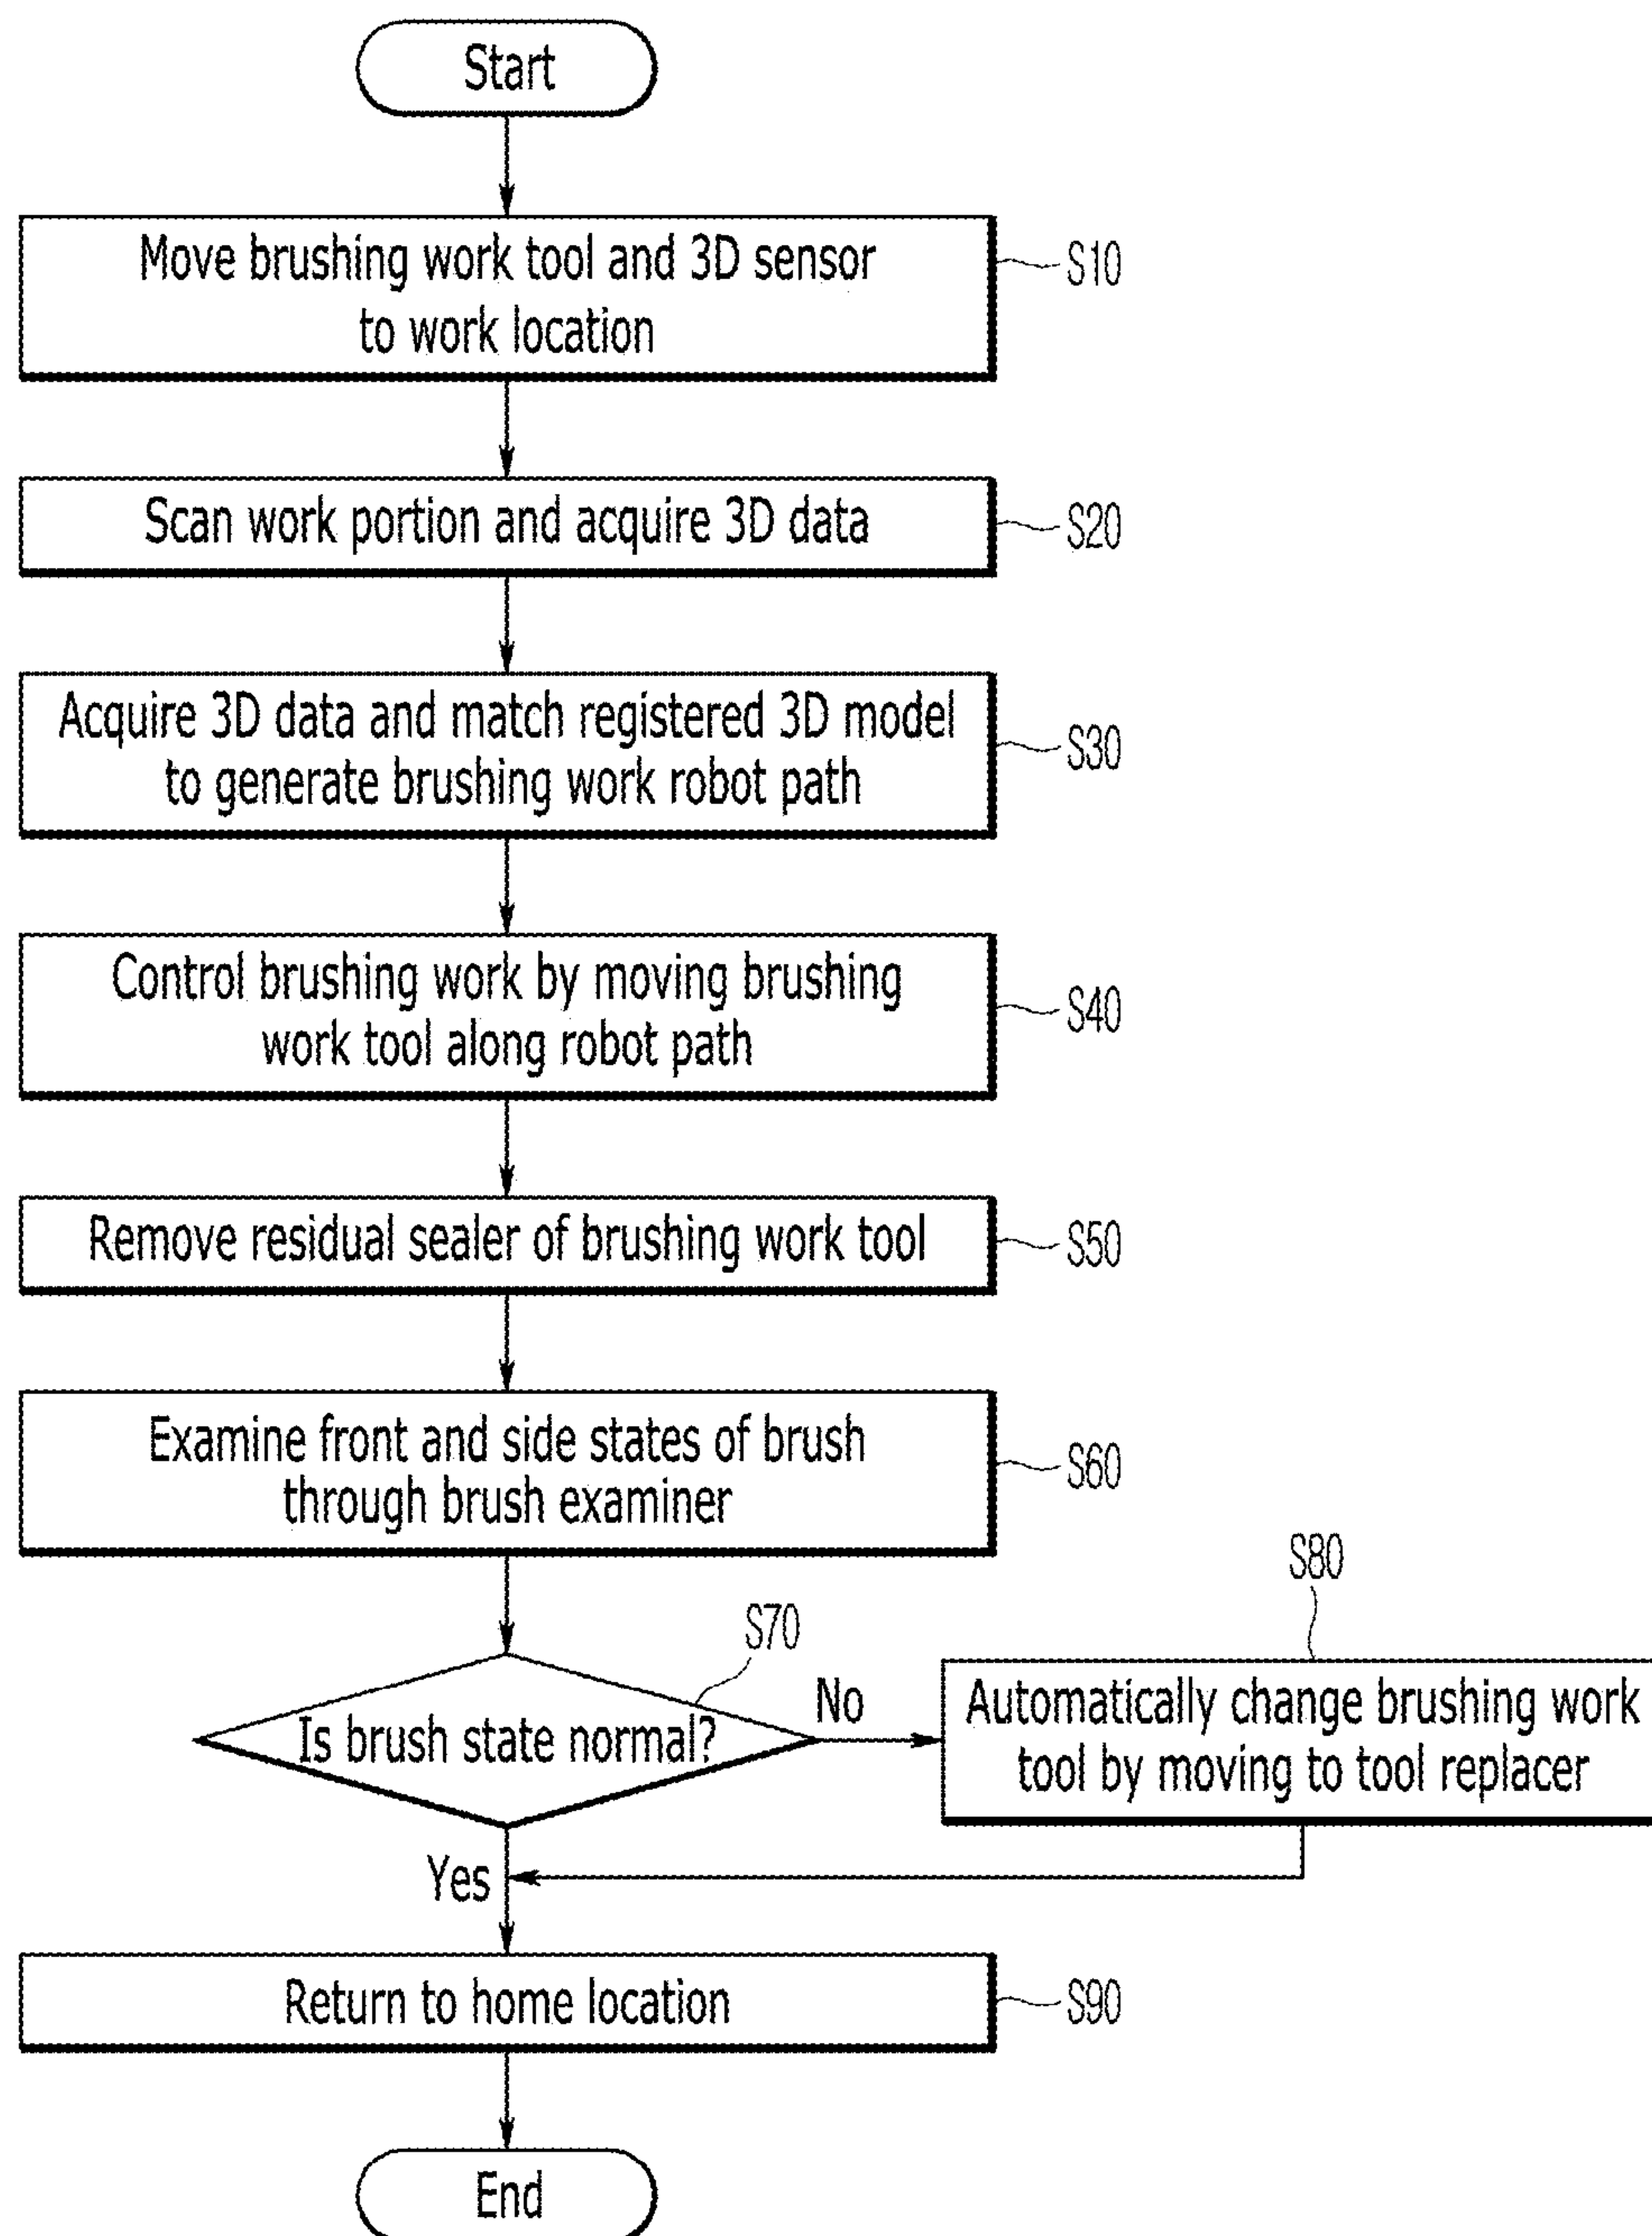 Start
Move brushing work tool and 3D sensor
to work location
S10
Scan work portion and acquire 3D data
S20
Acquire 3D data and match registered 3D model
to generate brushing work robot path
S30
Control brushing work by moving brushing
work tool along robot path
S40
Remove residual sealer of brushing work tool
S50
Examine front and side states of brush
through brush examiner
S60
S70
Is brush state normal?
No
S80
Automatically change brushing work
tool by moving to tool replacer
Yes
Return to home location
S90
End